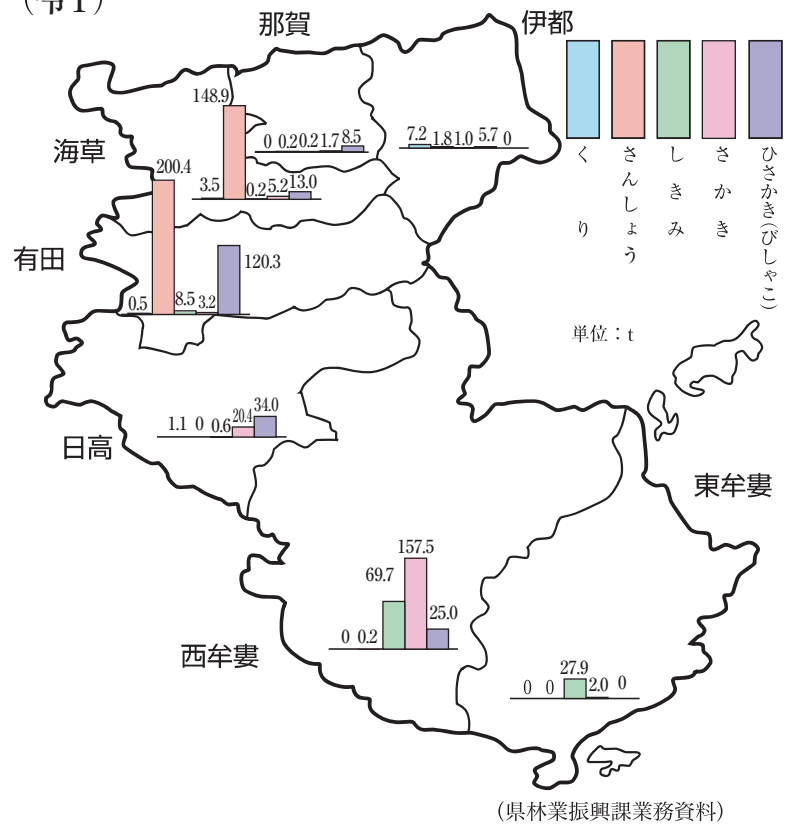 （令1）
那賀
伊都
くり
さんしょう
しきみ
さかき
ひさかき（びしゃこ）
単位：t
148.9
0 0.2 0.2 1.7 8.5
7.2 1.8 1.0 5.7 0
海草
200.4
3.5
0.2 5.2 13.0
有田
120.3
0.5
8.5 3.2
1.1 0 0.6 20.4 34.0
日高
東牟婁
157.5
69.7
25.0
0 0.2
西牟婁
27.9
0 0
2.0 0
（県林業振興課業務資料）